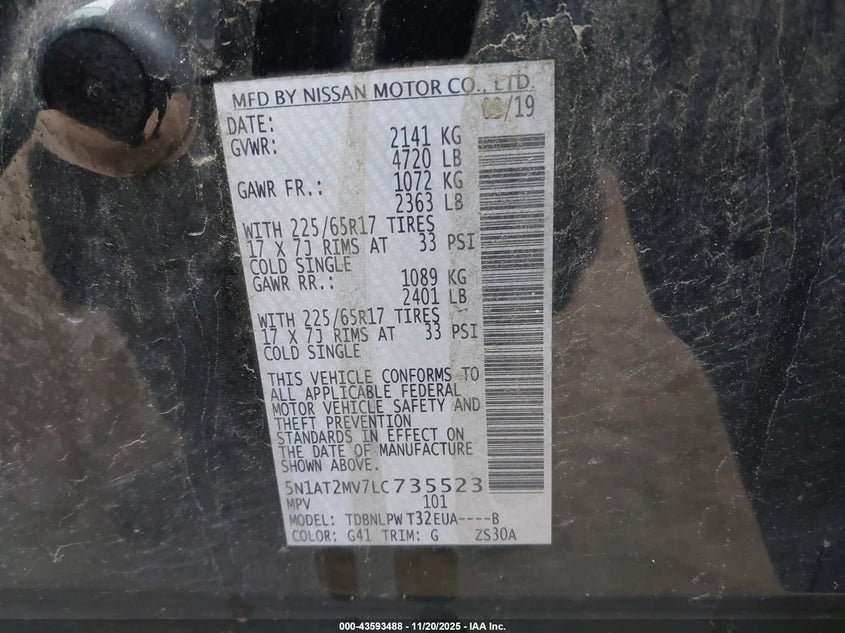 MFD BY NISSAN MOTOR CO., LTD.
DATE: /19
GVWR: 2141 KG
4720 LB
GAWR FR.: 1072 KG
2363 LB
WITH 225/65R17 TIRES
17 X 7J RIMS AT 33 PSI
COLD SINGLE
GAWR RR.: 1089 KG
2401 LB
WITH 225/65R17 TIRES
17 X 7J RIMS AT 33 PSI
COLD SINGLE
THIS VEHICLE CONFORMS TO
ALL APPLICABLE FEDERAL
MOTOR VEHICLE SAFETY AND
THEFT PREVENTION
STANDARDS IN EFFECT ON
THE DATE OF MANUFACTURE
SHOWN ABOVE.
5N1AT2MV7LC735523
MPV 101
MODEL: TDBNLPW T32EUA----B
COLOR: G41 TRIM: G ZS30A
000-43593488 - 11/20/2025 - IAA Inc.